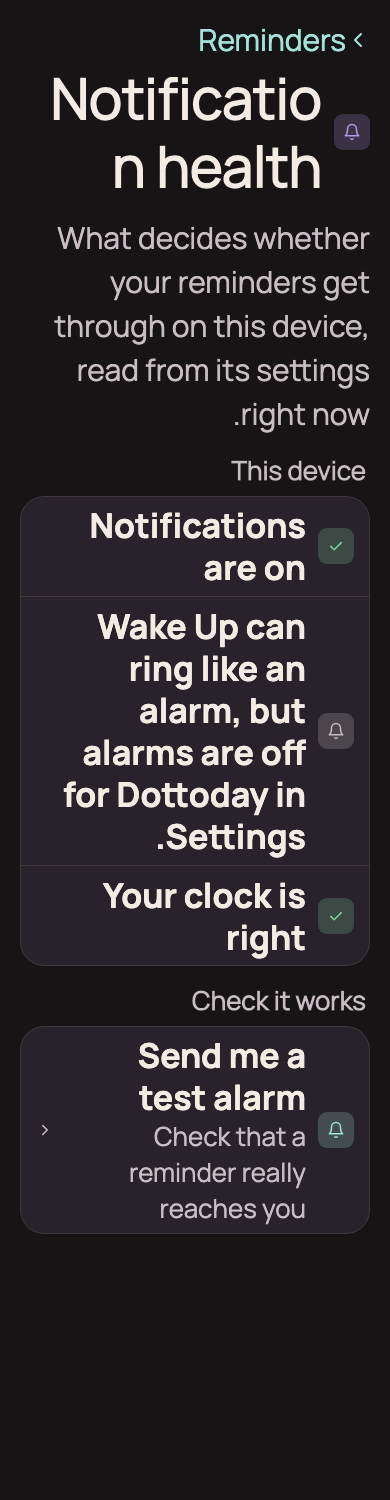 Reminders
Notificatio
n health
What decides whether
your reminders get
through on this device,
read from its settings
.right now
This device
Notifications
are on
Wake Up can
ring like an
alarm, but
alarms are off
for Dottoday in
.Settings
Your clock is
right
Check it works
Send me a
test alarm
Check that a
reminder really
reaches you